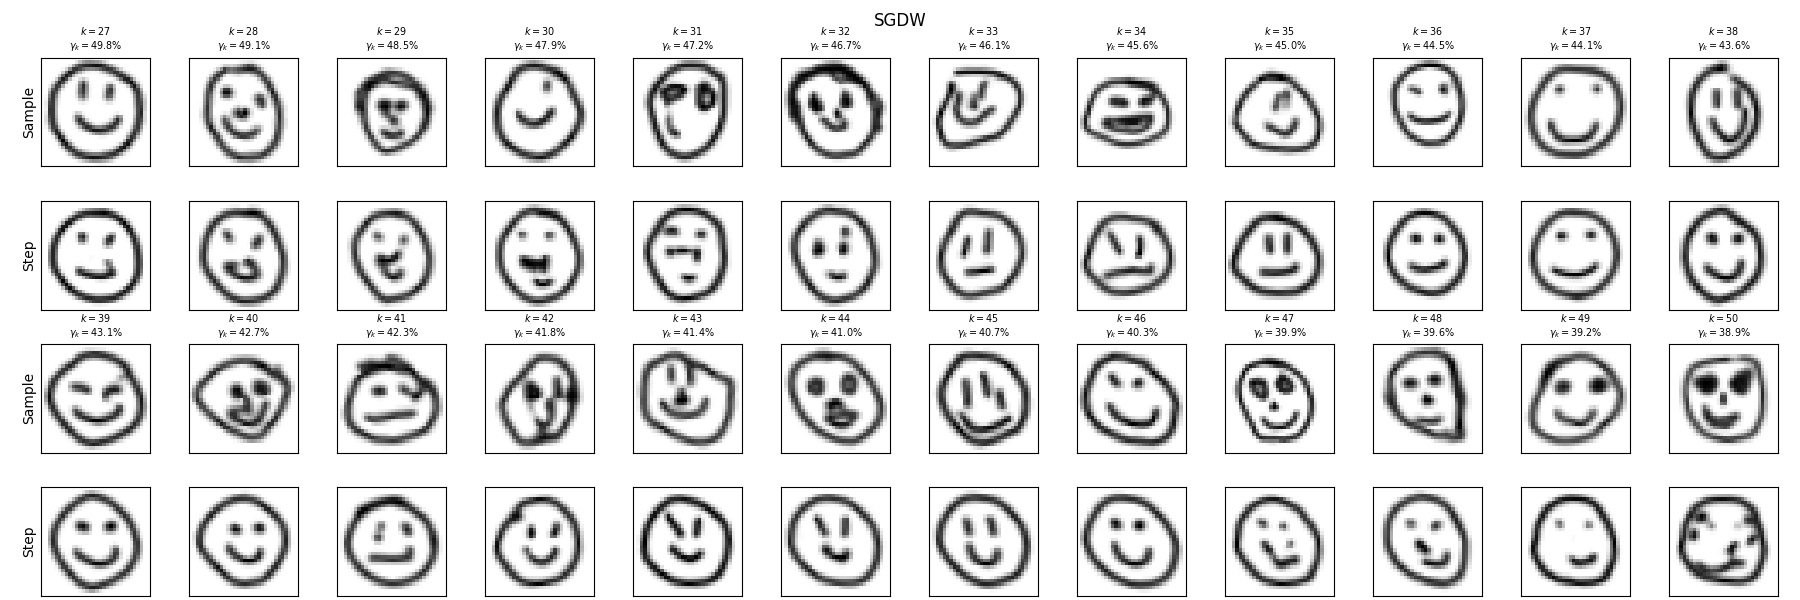 SGDW
k = 27 k = 28 k = 29 k = 30 k = 31 k = 32 k = 33 k = 34 k = 35 k = 36 k = 37 k = 38
γk = 49.8% γk = 49.1% γk = 48.5% γk = 47.9% γk = 47.2% γk = 46.7% γk = 46.1% γk = 45.6% γk = 45.0% γk = 44.5% γk = 44.1% γk = 43.6%
Sample
Step
k = 39 k = 40 k = 41 k = 42 k = 43 k = 44 k = 45 k = 46 k = 47 k = 48 k = 49 k = 50
γk = 43.1% γk = 42.7% γk = 42.3% γk = 41.8% γk = 41.4% γk = 41.0% γk = 40.7% γk = 40.3% γk = 39.9% γk = 39.6% γk = 39.2% γk = 38.9%
Sample
Step